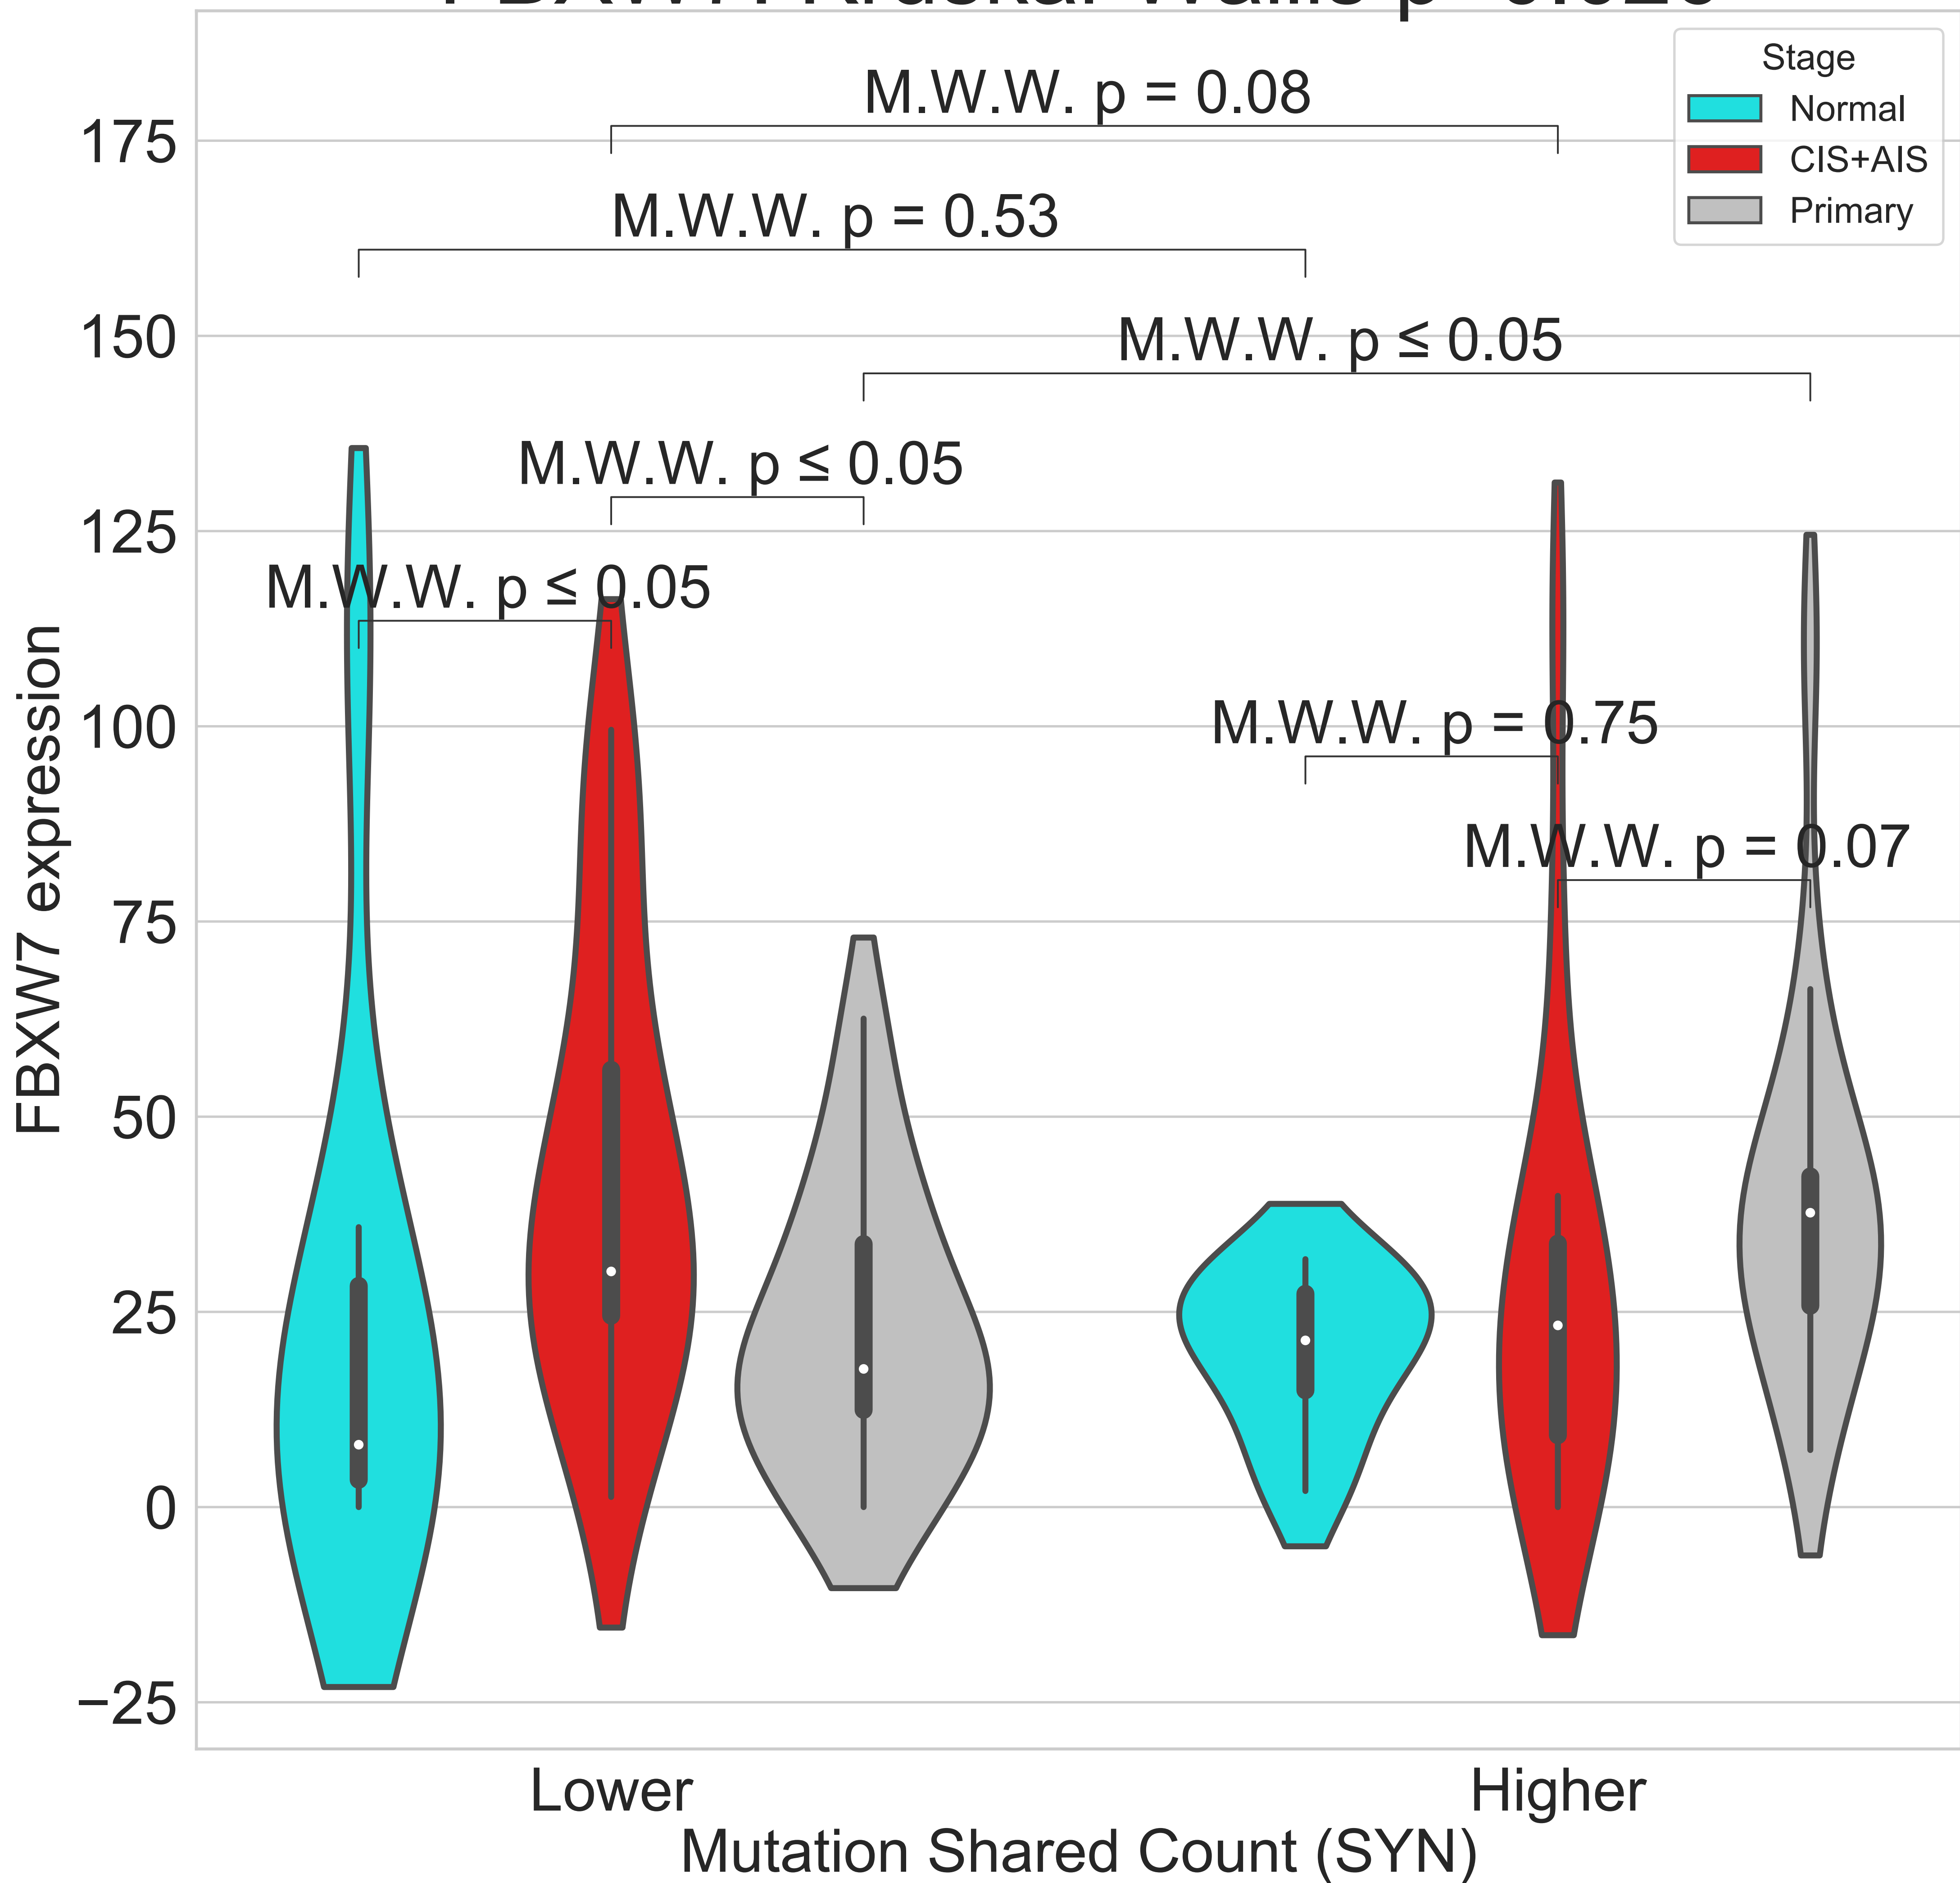 M.W.W. p = 0.08
M.W.W. p = 0.53
M.W.W. p ≤ 0.05
M.W.W. p ≤ 0.05
M.W.W. p ≤ 0.05
M.W.W. p = 0.75
M.W.W. p = 0.07
Stage
Normal
CIS+AIS
Primary
175
150
125
100
75
50
25
0
−25
FBXW7 expression
Lower
Higher
Mutation Shared Count (SYN)